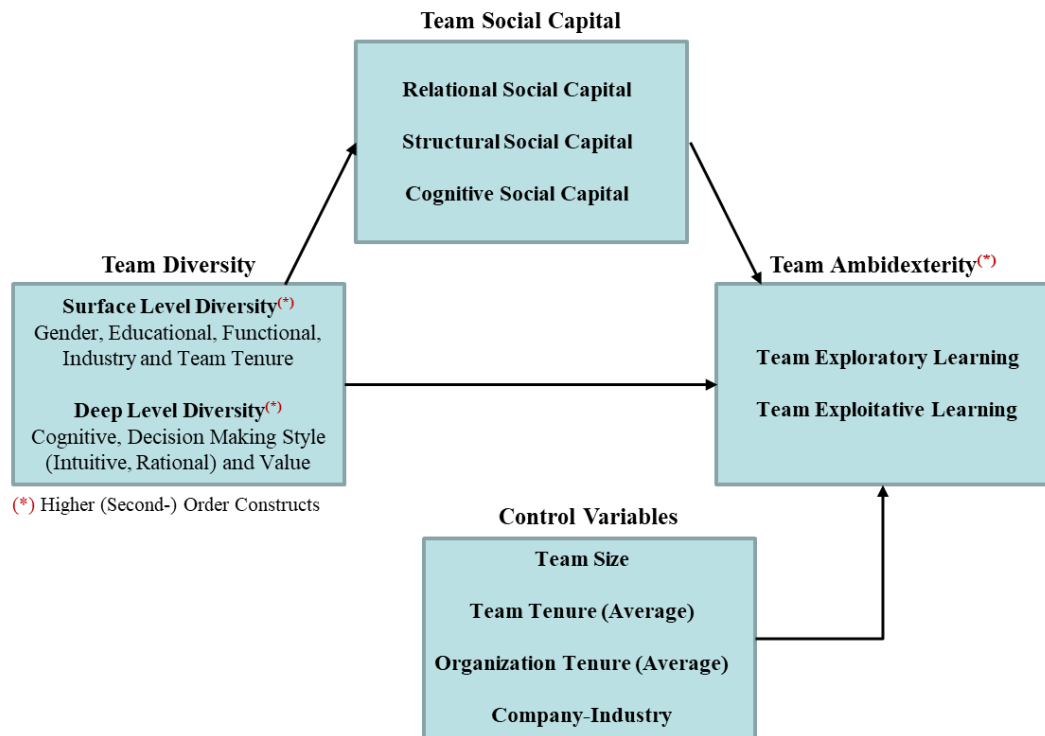 Team Social Capital
Relational Social Capital
Structural Social Capital
Cognitive Social Capital
Team Diversity
Surface Level Diversity(*)
Gender, Educational, Functional,
Industry and Team Tenure
Deep Level Diversity(*)
Cognitive, Decision Making Style
(Intuitive, Rational) and Value
(*) Higher (Second-) Order Constructs
Team Ambidexterity(*)
Team Exploratory Learning
Team Exploitative Learning
Control Variables
Team Size
Team Tenure (Average)
Organization Tenure (Average)
Company-Industry